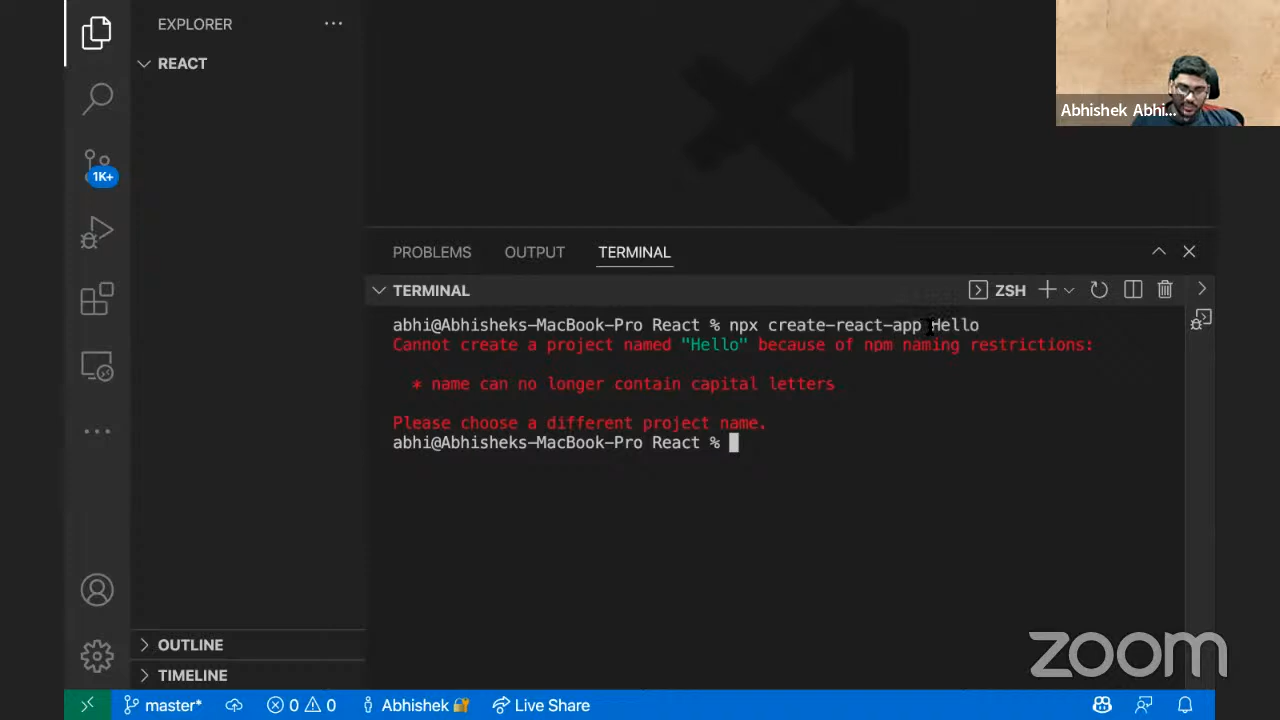 EXPLORER
REACT
Abhishek Abhi...
1K+
PROBLEMS OUTPUT TERMINAL
TERMINAL
ZSH
abhi@Abhisheks-MacBook-Pro React % npx create-react-app Hello
Cannot create a project named "Hello" because of npm naming restrictions:
* name can no longer contain capital letters
Please choose a different project name.
abhi@Abhisheks-MacBook-Pro React %
OUTLINE
TIMELINE
zoom
master* 0 0 Abhishek Live Share